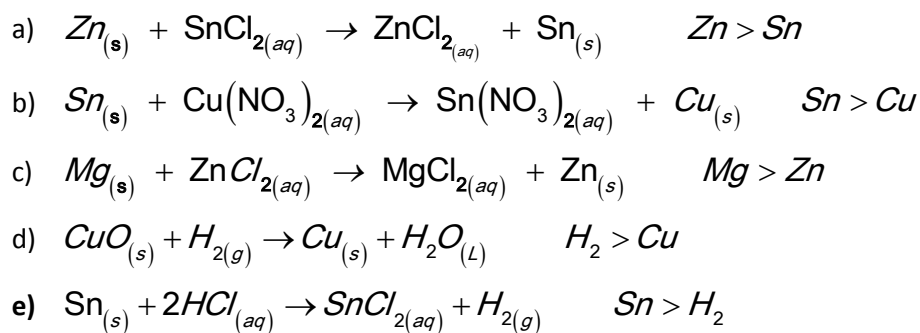 a) Zn₍ₛ₎ + SnCl₂₍aq₎ → ZnCl₂₍aq₎ + Sn₍ₛ₎ Zn > Sn
b) Sn₍ₛ₎ + Cu(NO₃)₂₍aq₎ → Sn(NO₃)₂₍aq₎ + Cu₍ₛ₎ Sn > Cu
c) Mg₍ₛ₎ + ZnCl₂₍aq₎ → MgCl₂₍aq₎ + Zn₍ₛ₎ Mg > Zn
d) CuO₍ₛ₎ + H₂₍g₎ → Cu₍ₛ₎ + H₂O₍L₎ H₂ > Cu
e) Sn₍ₛ₎ + 2HCl₍aq₎ → SnCl₂₍aq₎ + H₂₍g₎ Sn > H₂